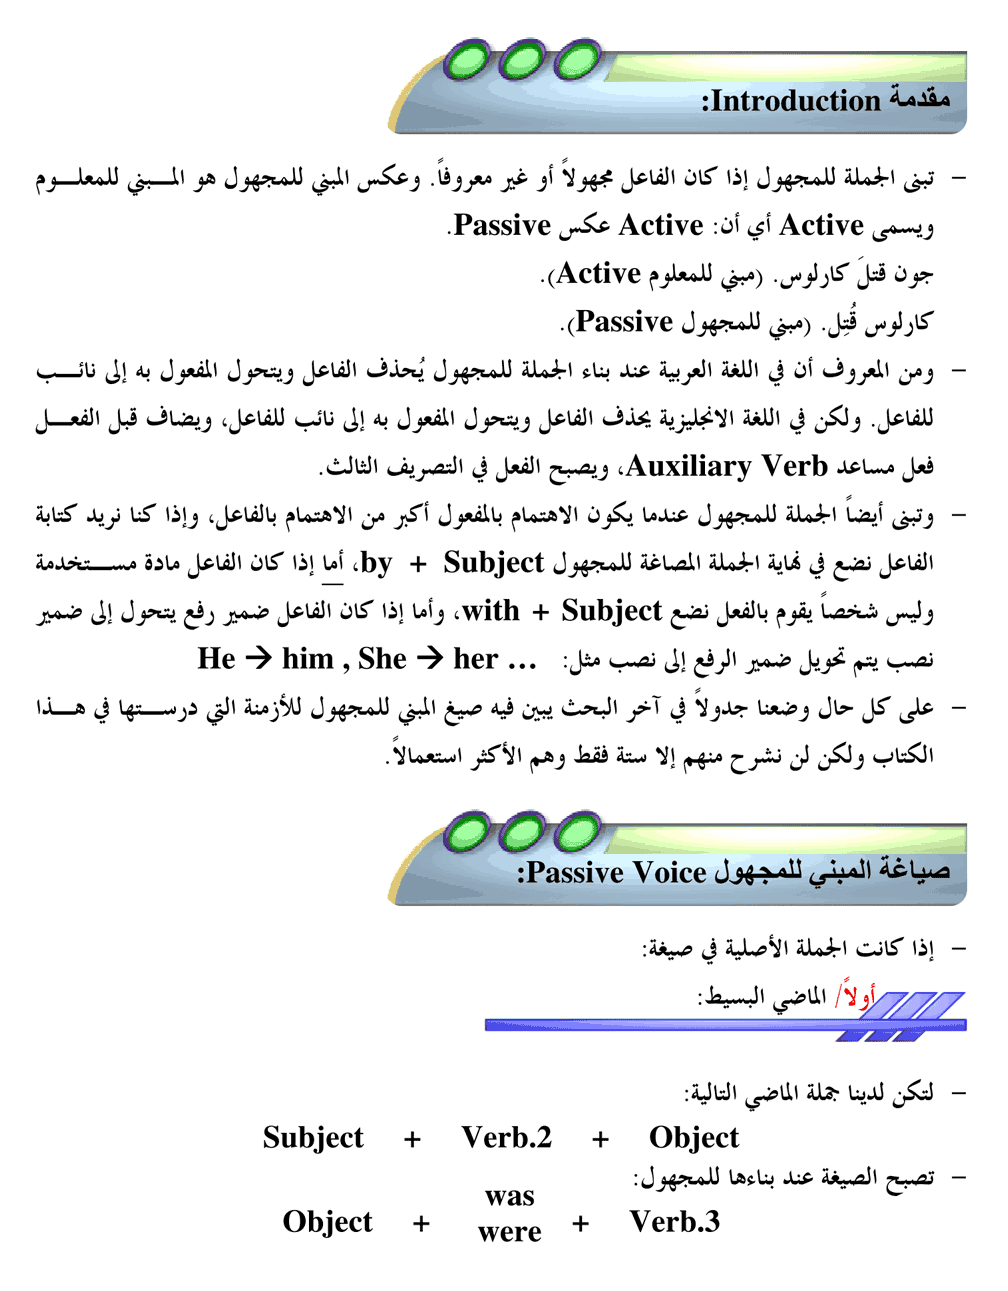 مقدمة Introduction:
– تبنى الجملة للمجهول إذا كان الفاعل مجهولاً أو غير معروفاً. وعكس المبني للمجهول هو المبني للمعلوم
ويسمى Active أي أن: Active عكس Passive.
جون قتلَ كارلوس. (مبني للمعلوم Active).
كارلوس قُتِل. (مبني للمجهول Passive).
– ومن المعروف أن في اللغة العربية عند بناء الجملة للمجهول يُحذف الفاعل ويتحول المفعول به إلى نائب
للفاعل. ولكن في اللغة الانجليزية يحذف الفاعل ويتحول المفعول به إلى نائب للفاعل، ويضاف قبل الفعل
فعل مساعد Auxiliary Verb، ويصبح الفعل في التصريف الثالث.
– وتبنى أيضاً الجملة للمجهول عندما يكون الاهتمام بالمفعول أكبر من الاهتمام بالفاعل، وإذا كنا نريد كتابة
الفاعل نضع في نهاية الجملة المصاغة للمجهول by + Subject، أما إذا كان الفاعل مادة مستخدمة
وليس شخصاً يقوم بالفعل نضع with + Subject، وأما إذا كان الفاعل ضمير رفع يتحول إلى ضمير
نصب يتم تحويل ضمير الرفع إلى نصب مثل: He → him , She → her …
– على كل حال وضعنا جدولاً في آخر البحث يبين فيه صيغ المبني للمجهول للأزمنة التي درستها في هذا
الكتاب ولكن لن نشرح منهم إلا ستة فقط وهم الأكثر استعمالاً.
صياغة المبني للمجهول Passive Voice:
– إذا كانت الجملة الأصلية في صيغة:
أولاً/ الماضي البسيط:
– لتكن لدينا جملة الماضي التالية:
Subject + Verb.2 + Object
– تصبح الصيغة عند بناءها للمجهول:
was
Object + were + Verb.3